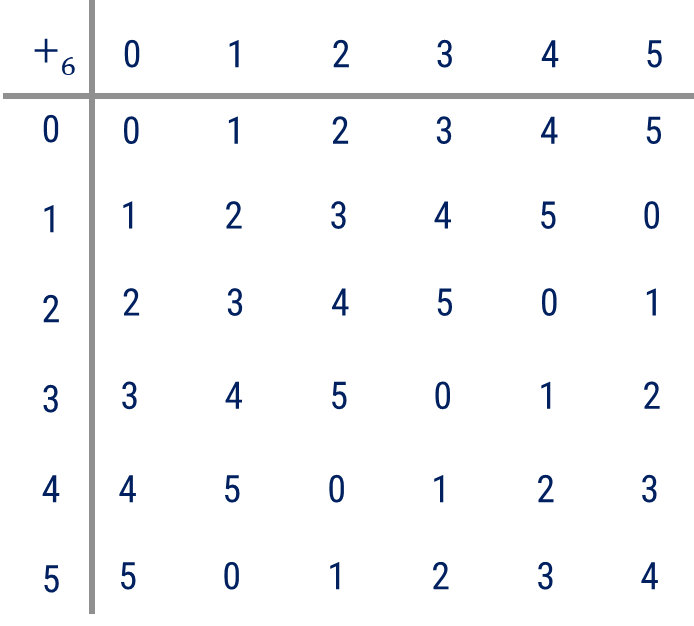 +₆ 0 1 2 3 4 5
0 0 1 2 3 4 5
1 1 2 3 4 5 0
2 2 3 4 5 0 1
3 3 4 5 0 1 2
4 4 5 0 1 2 3
5 5 0 1 2 3 4